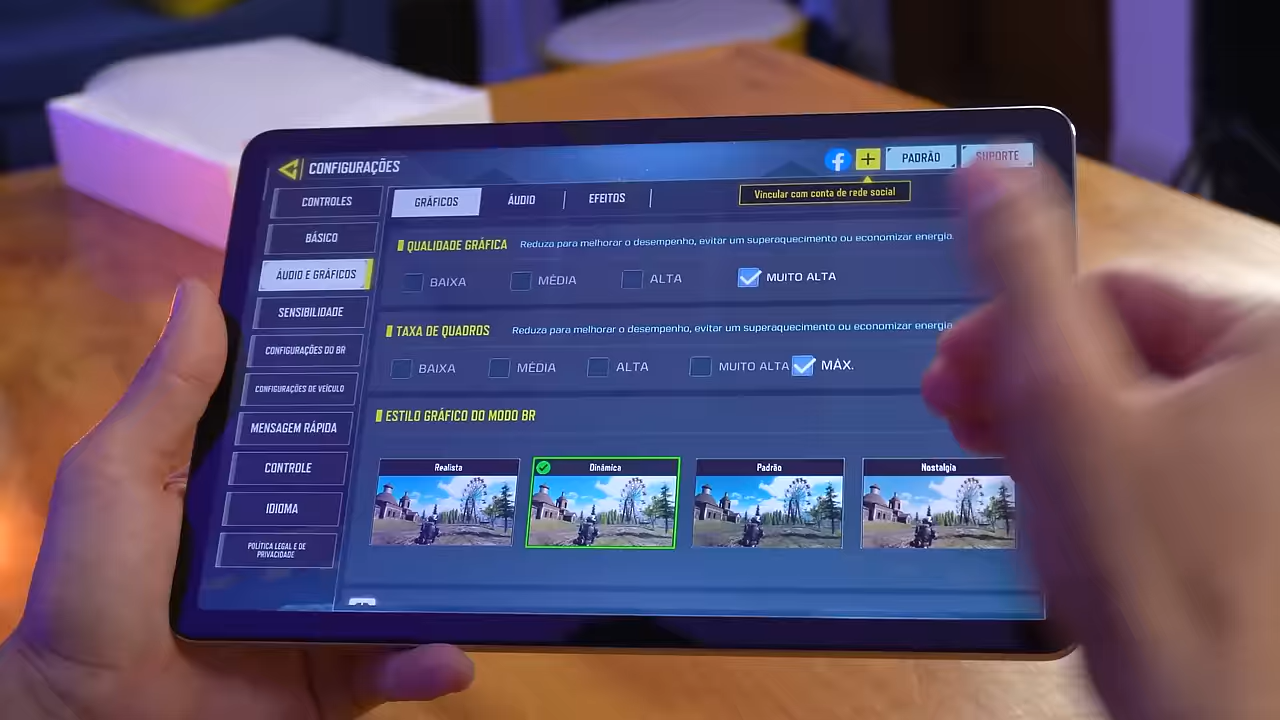 CONFIGURAÇÕES
PADRÃO
SUPORTE
Vincular com conta de rede social
CONTROLES
BÁSICO
ÁUDIO E GRÁFICOS
SENSIBILIDADE
CONFIGURAÇÕES DO BR
CONFIGURAÇÕES DE VEÍCULO
MENSAGEM RÁPIDA
CONTROLE
IDIOMA
POLÍTICA LEGAL E DE
PRIVACIDADE
GRÁFICOS
ÁUDIO
EFEITOS
QUALIDADE GRÁFICA Reduza para melhorar o desempenho, evitar um superaquecimento ou economizar energia.
BAIXA MÉDIA ALTA MUITO ALTA
TAXA DE QUADROS Reduza para melhorar o desempenho, evitar um superaquecimento ou economizar energia
BAIXA MÉDIA ALTA MUITO ALTA MÁX.
ESTILO GRÁFICO DO MODO BR
Realista Dinâmica Padrão Nostalgia